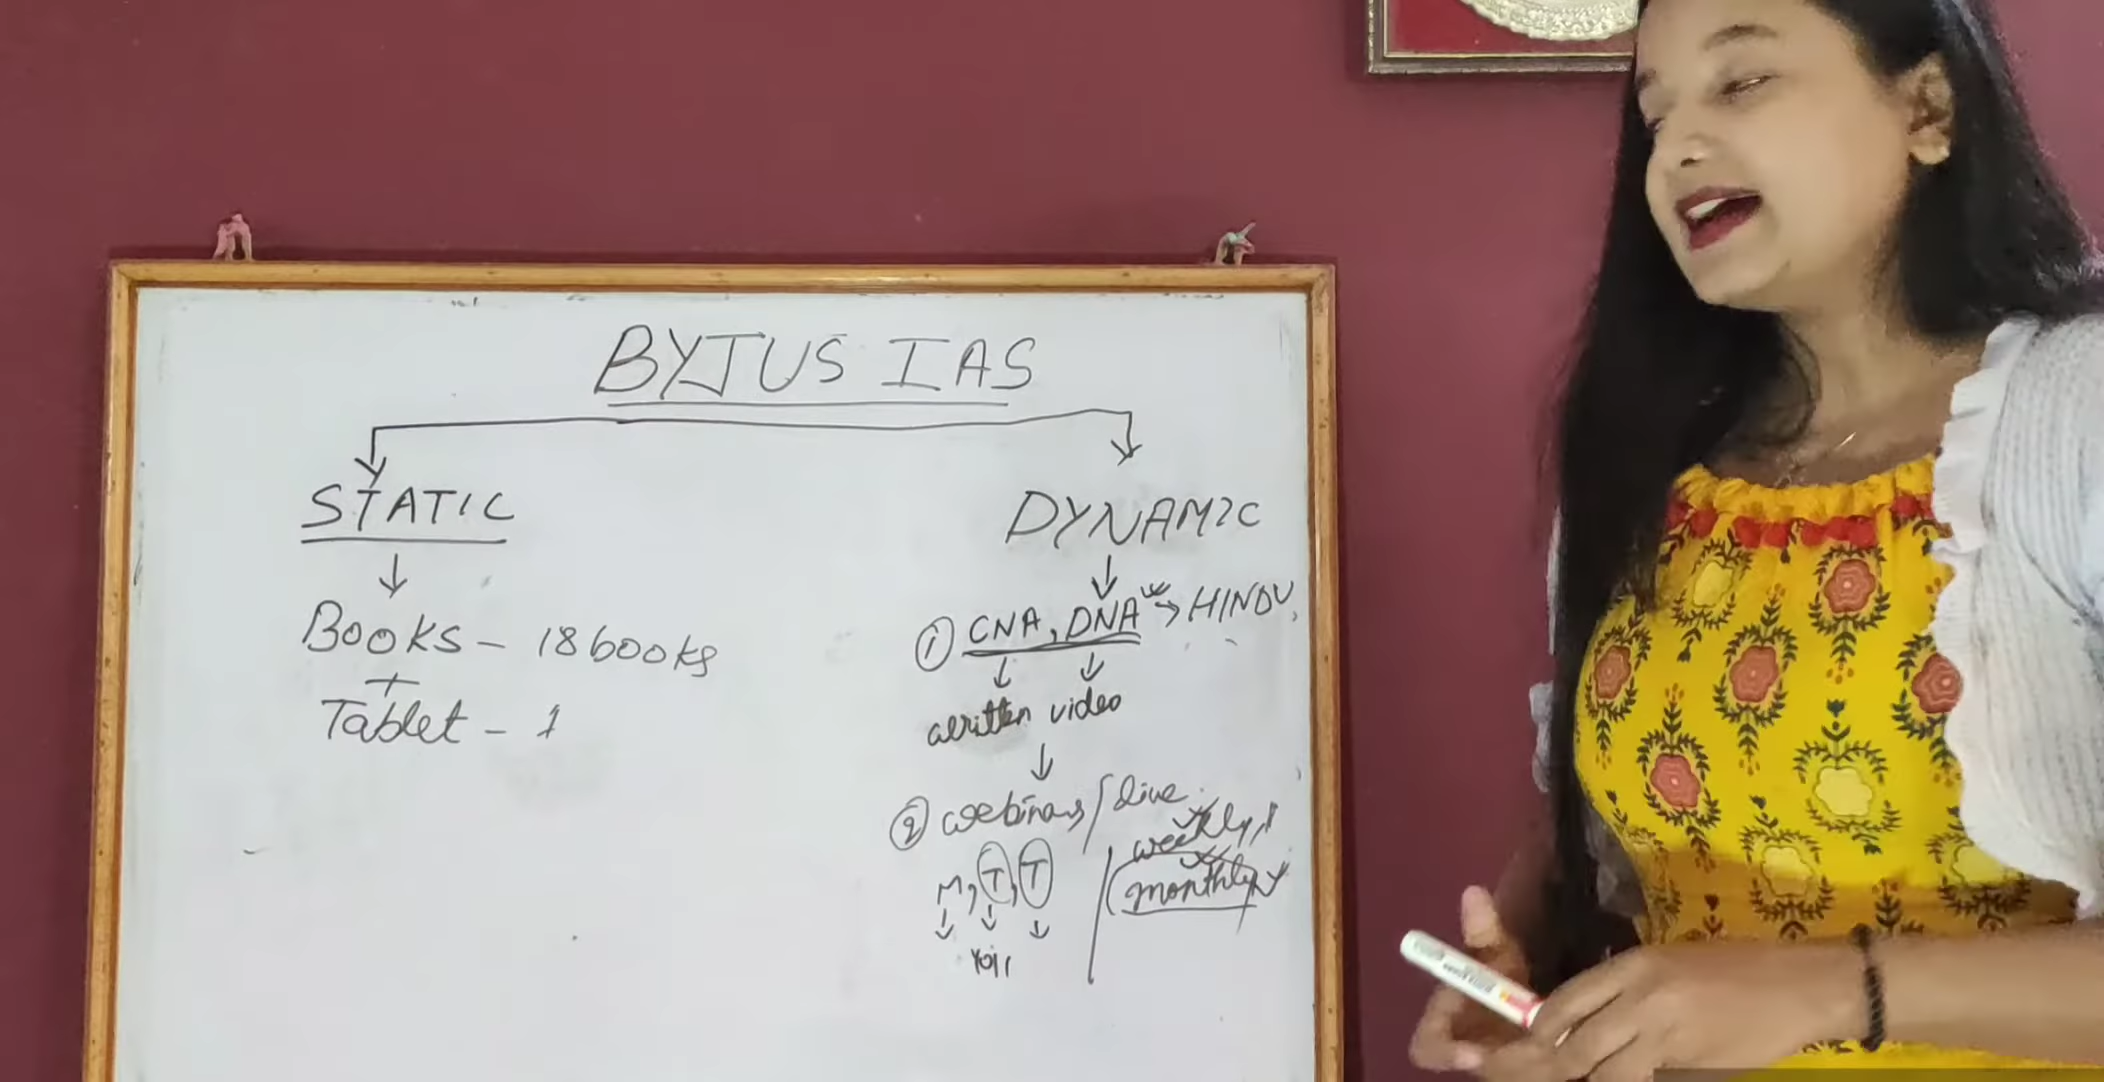 BYJUS IAS
STATIC
Books - 18 books
+
Tablet - 1
DYNAMIC
① CNA, DNA → HINDU,
written video
② webinars / live
weekly,
monthly
M, T, T